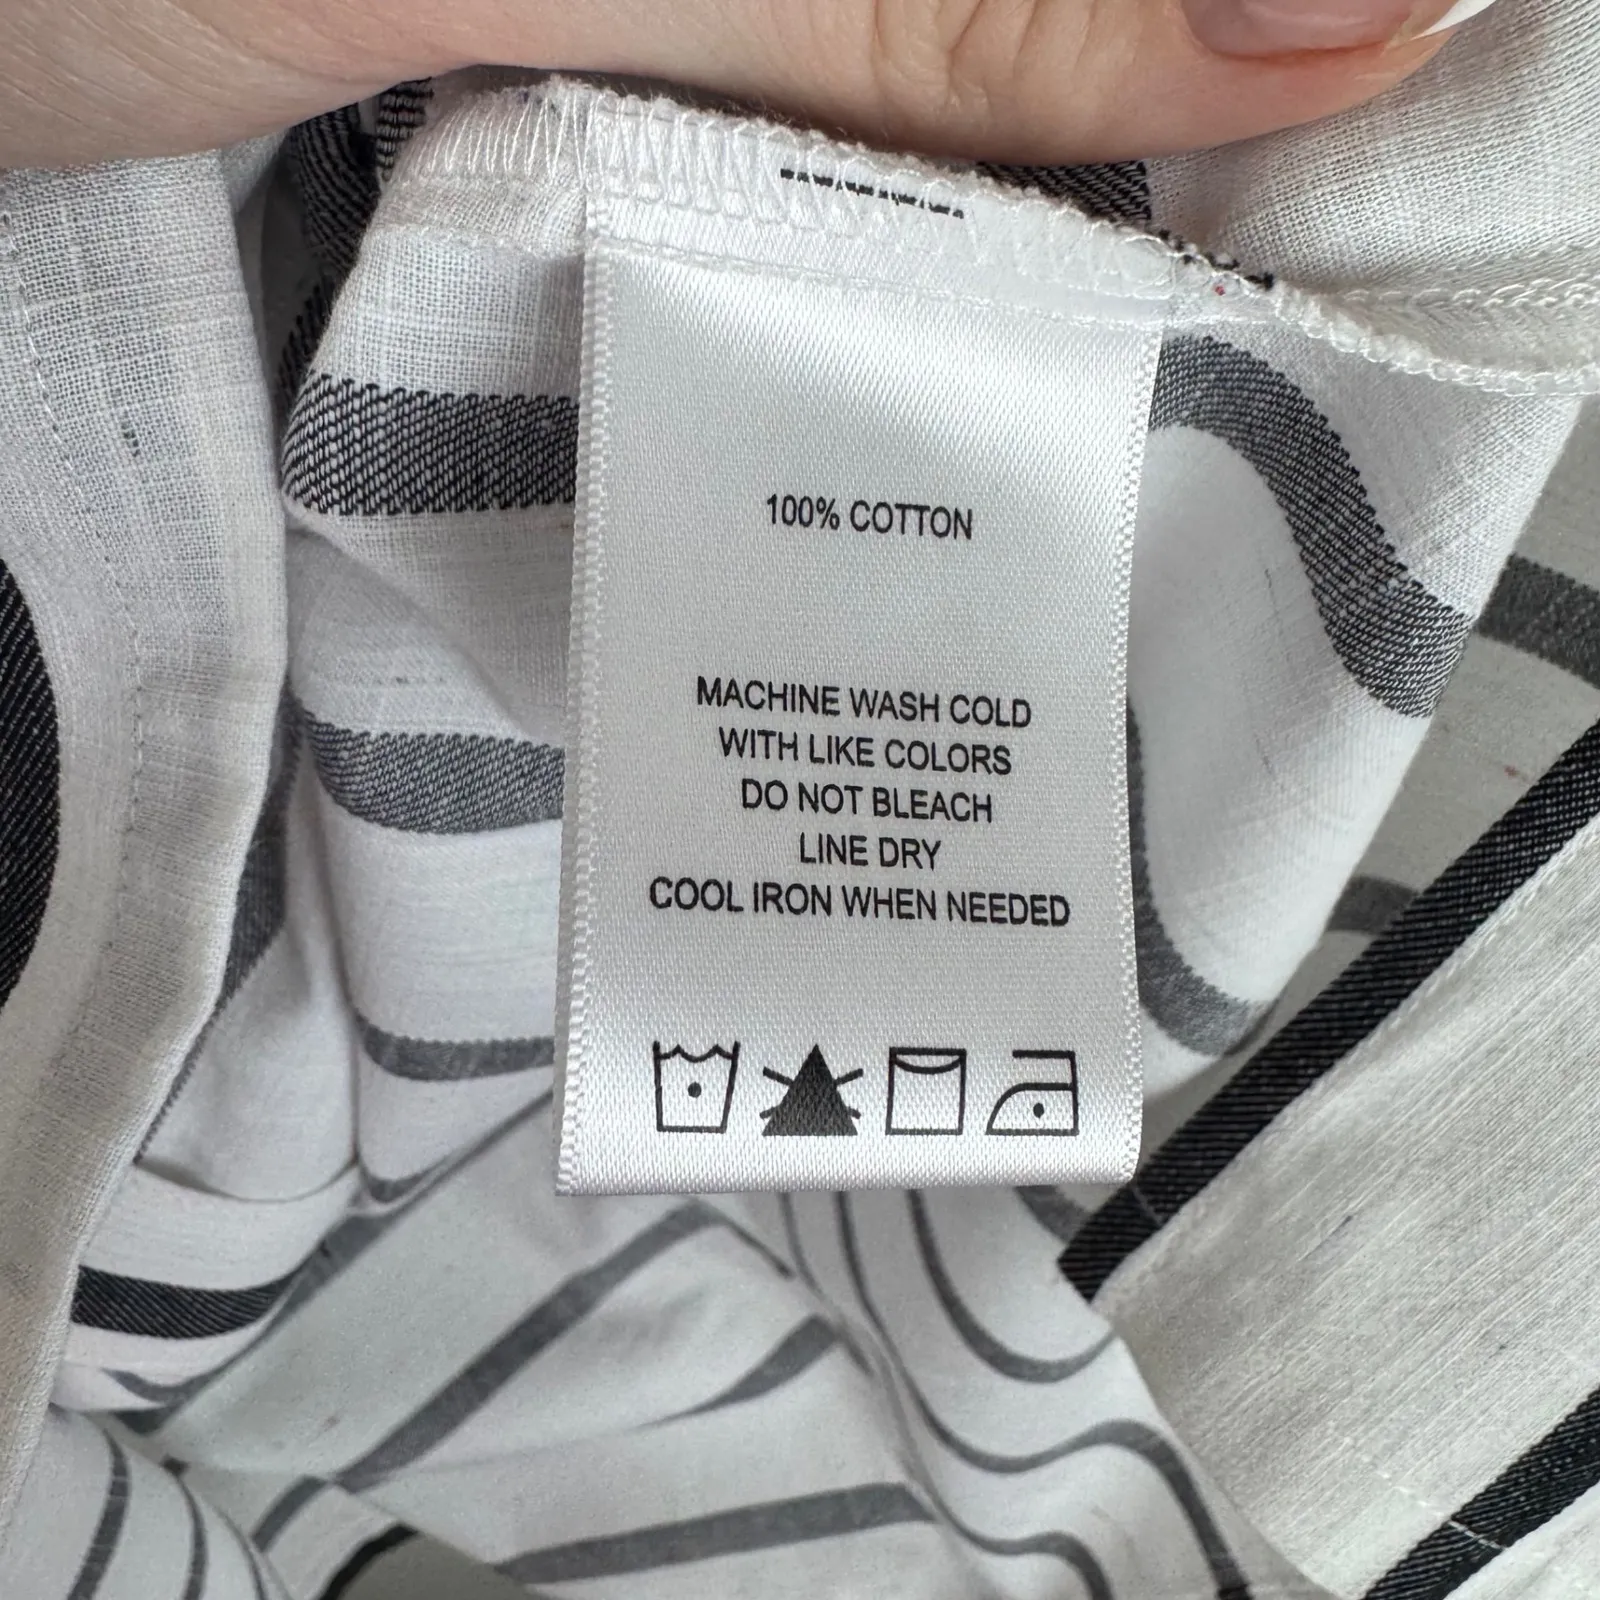 100% COTTON
MACHINE WASH COLD
WITH LIKE COLORS
DO NOT BLEACH
LINE DRY
COOL IRON WHEN NEEDED